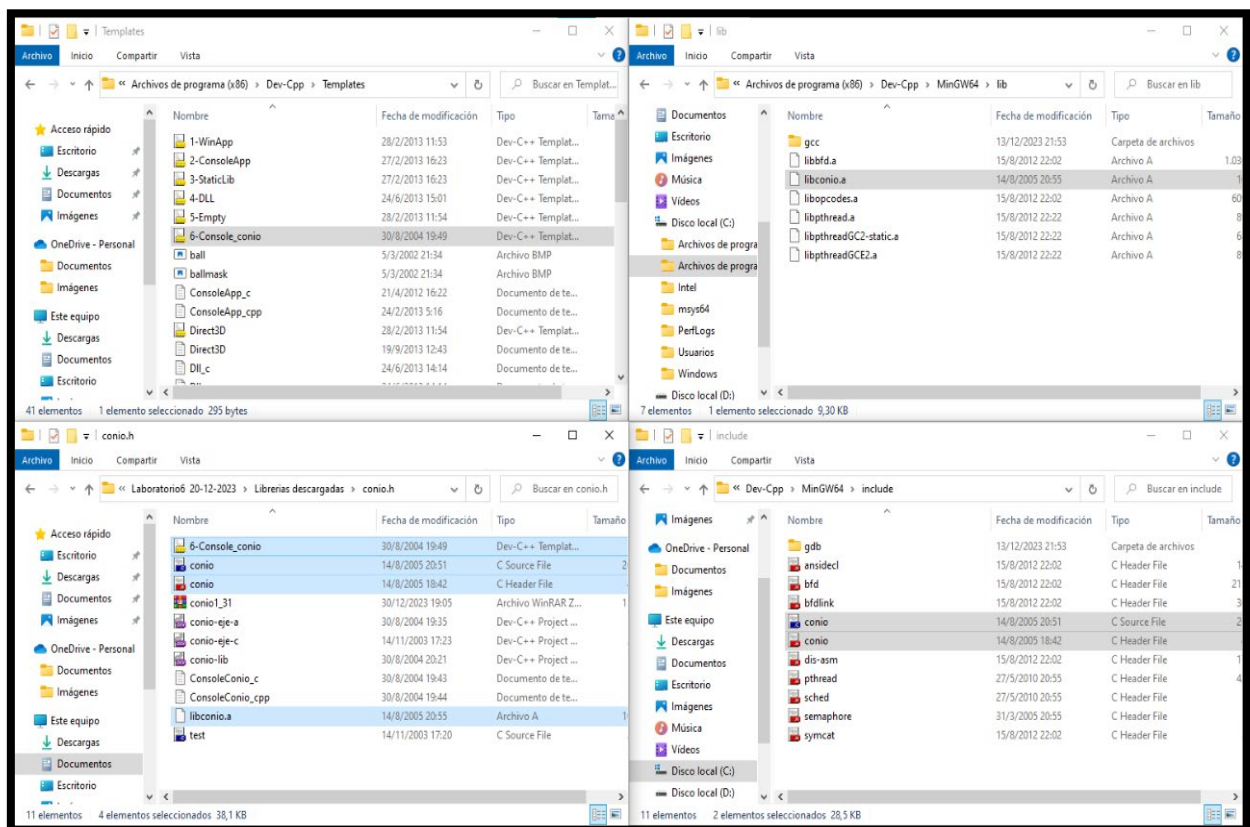 Templates
Archivo Inicio Compartir Vista
« Archivos de programa (x86) > Dev-Cpp > Templates
Buscar en Templat...
Acceso rápido
Escritorio
Descargas
Documentos
Imágenes
OneDrive - Personal
Documentos
Imágenes
Este equipo
Descargas
Documentos
Escritorio
Nombre Fecha de modificación Tipo Tama
1-WinApp 28/2/2013 11:53 Dev-C++ Templat...
2-ConsoleApp 27/2/2013 16:23 Dev-C++ Templat...
3-StaticLib 27/2/2013 16:23 Dev-C++ Templat...
4-DLL 24/6/2013 15:01 Dev-C++ Templat...
5-Empty 28/2/2013 11:54 Dev-C++ Templat...
6-Console_conio 30/8/2004 19:49 Dev-C++ Templat...
ball 5/3/2002 21:34 Archivo BMP
ballmask 5/3/2002 21:34 Archivo BMP
ConsoleApp_c 21/4/2012 16:22 Documento de te...
ConsoleApp_cpp 24/2/2013 5:16 Documento de te...
Direct3D 28/2/2013 11:54 Dev-C++ Templat...
Direct3D 19/9/2013 12:43 Documento de te...
Dll_c 24/6/2013 14:14 Documento de te...
41 elementos 1 elemento seleccionado 295 bytes
lib
Archivo Inicio Compartir Vista
« Archivos de programa (x86) > Dev-Cpp > MinGW64 > lib
Buscar en lib
Documentos
Escritorio
Imágenes
Música
Vídeos
Disco local (C:)
Archivos de progra
Archivos de progra
Intel
msys64
PerfLogs
Usuarios
Windows
Disco local (D:)
Nombre Fecha de modificación Tipo Tamaño
gcc 13/12/2023 21:53 Carpeta de archivos
libbfd.a 15/8/2012 22:02 Archivo A 1.03
libconio.a 14/8/2005 20:55 Archivo A 1
libopcodes.a 15/8/2012 22:02 Archivo A 60
libpthread.a 15/8/2012 22:22 Archivo A 8
libpthreadGC2-static.a 15/8/2012 22:22 Archivo A 6
libpthreadGCE2.a 15/8/2012 22:22 Archivo A 8
7 elementos 1 elemento seleccionado 9,30 KB
conio.h
Archivo Inicio Compartir Vista
« Laboratorio6 20-12-2023 > Librerias descargadas > conio.h
Buscar en conio.h
Acceso rápido
Escritorio
Descargas
Documentos
Imágenes
OneDrive - Personal
Documentos
Imágenes
Este equipo
Descargas
Documentos
Escritorio
Nombre Fecha de modificación Tipo Tamaño
6-Console_conio 30/8/2004 19:49 Dev-C++ Templat...
conio 14/8/2005 20:51 C Source File 2
conio 14/8/2005 18:42 C Header File
conio1_31 30/12/2023 19:05 Archivo WinRAR Z... 1
conio-eje-a 30/8/2004 19:35 Dev-C++ Project ...
conio-eje-c 14/11/2003 17:23 Dev-C++ Project ...
conio-lib 30/8/2004 20:21 Dev-C++ Project ...
ConsoleConio_c 30/8/2004 19:43 Documento de te...
ConsoleConio_cpp 30/8/2004 19:44 Documento de te...
libconio.a 14/8/2005 20:55 Archivo A 1
test 14/11/2003 17:20 C Source File
11 elementos 4 elementos seleccionados 38,1 KB
include
Archivo Inicio Compartir Vista
« Dev-Cpp > MinGW64 > include
Buscar en include
Imágenes
OneDrive - Personal
Documentos
Imágenes
Este equipo
Descargas
Documentos
Escritorio
Imágenes
Música
Vídeos
Disco local (C:)
Disco local (D:)
Nombre Fecha de modificación Tipo Tamaño
gdb 13/12/2023 21:53 Carpeta de archivos
ansidecl 15/8/2012 22:02 C Header File 1
bfd 15/8/2012 22:02 C Header File 21
bfdlink 15/8/2012 22:02 C Header File 3
conio 14/8/2005 20:51 C Source File 2
conio 14/8/2005 18:42 C Header File
dis-asm 15/8/2012 22:02 C Header File 1
pthread 27/5/2010 20:55 C Header File 4
sched 27/5/2010 20:55 C Header File
semaphore 31/3/2005 20:55 C Header File
symcat 15/8/2012 22:02 C Header File
11 elementos 2 elementos seleccionados 28,5 KB